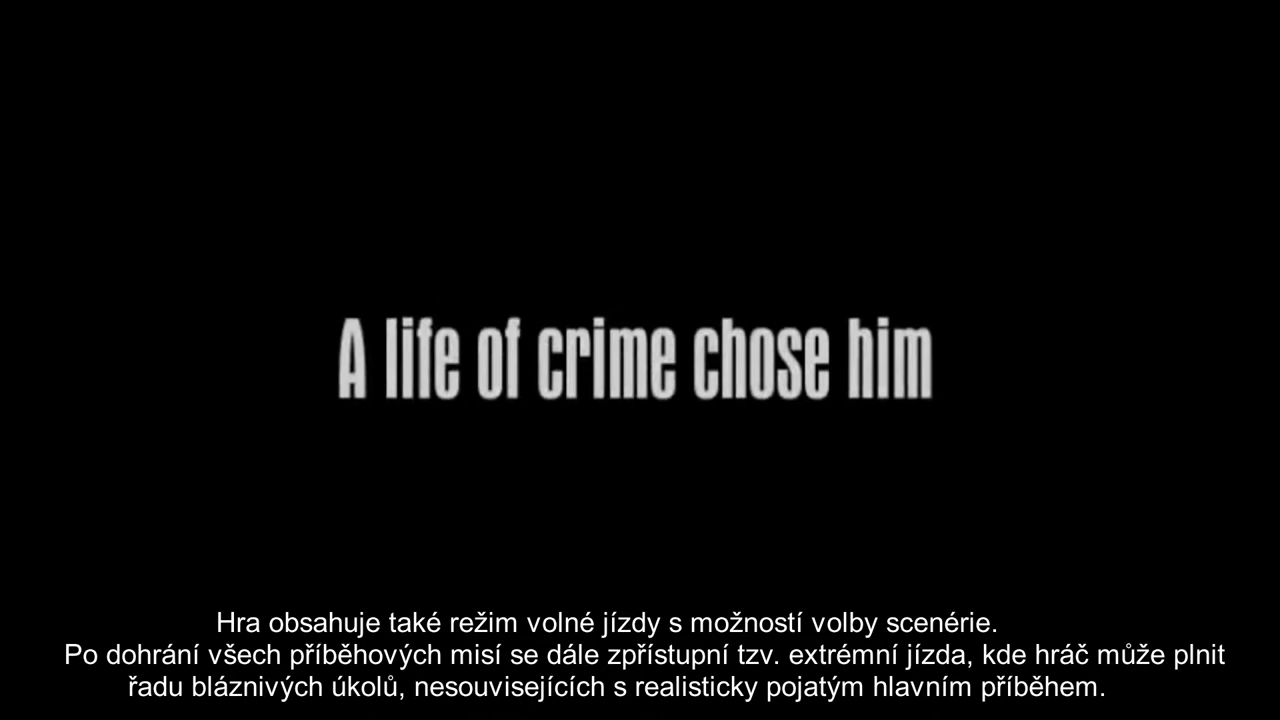 A life of crime chose him
Hra obsahuje také režim volné jízdy s možností volby scenérie.
Po dohrání všech příběhových misí se dále zpřístupní tzv. extrémní jízda, kde hráč může plnit
řadu bláznivých úkolů, nesouvisejících s realisticky pojatým hlavním příběhem.